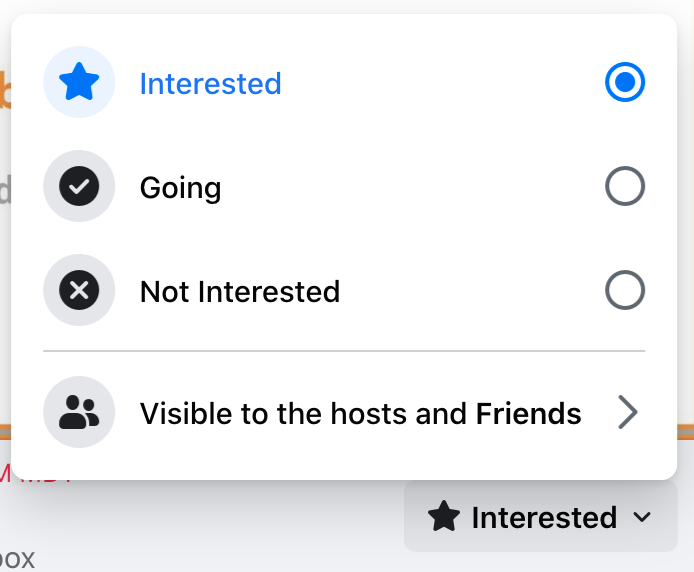 Interested
Going
Not Interested
Visible to the hosts and Friends
Interested